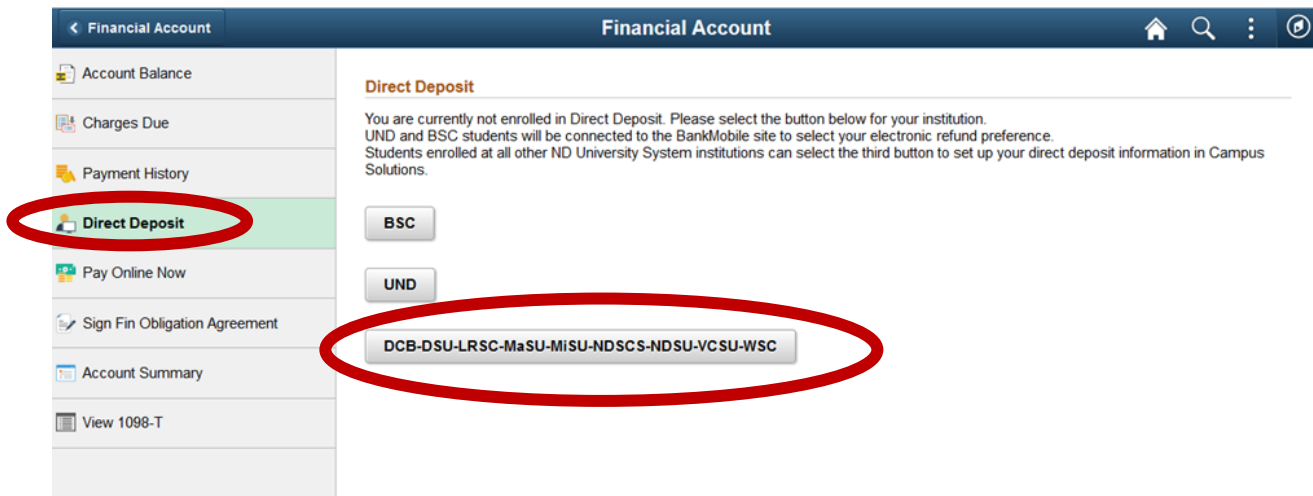 Financial Account
Financial Account
Account Balance
Charges Due
Payment History
Direct Deposit
Pay Online Now
Sign Fin Obligation Agreement
Account Summary
View 1098-T
Direct Deposit
You are currently not enrolled in Direct Deposit. Please select the button below for your institution.
UND and BSC students will be connected to the BankMobile site to select your electronic refund preference.
Students enrolled at all other ND University System institutions can select the third button to set up your direct deposit information in Campus
Solutions.
BSC
UND
DCB-DSU-LRSC-MaSU-MiSU-NDSCS-NDSU-VCSU-WSC